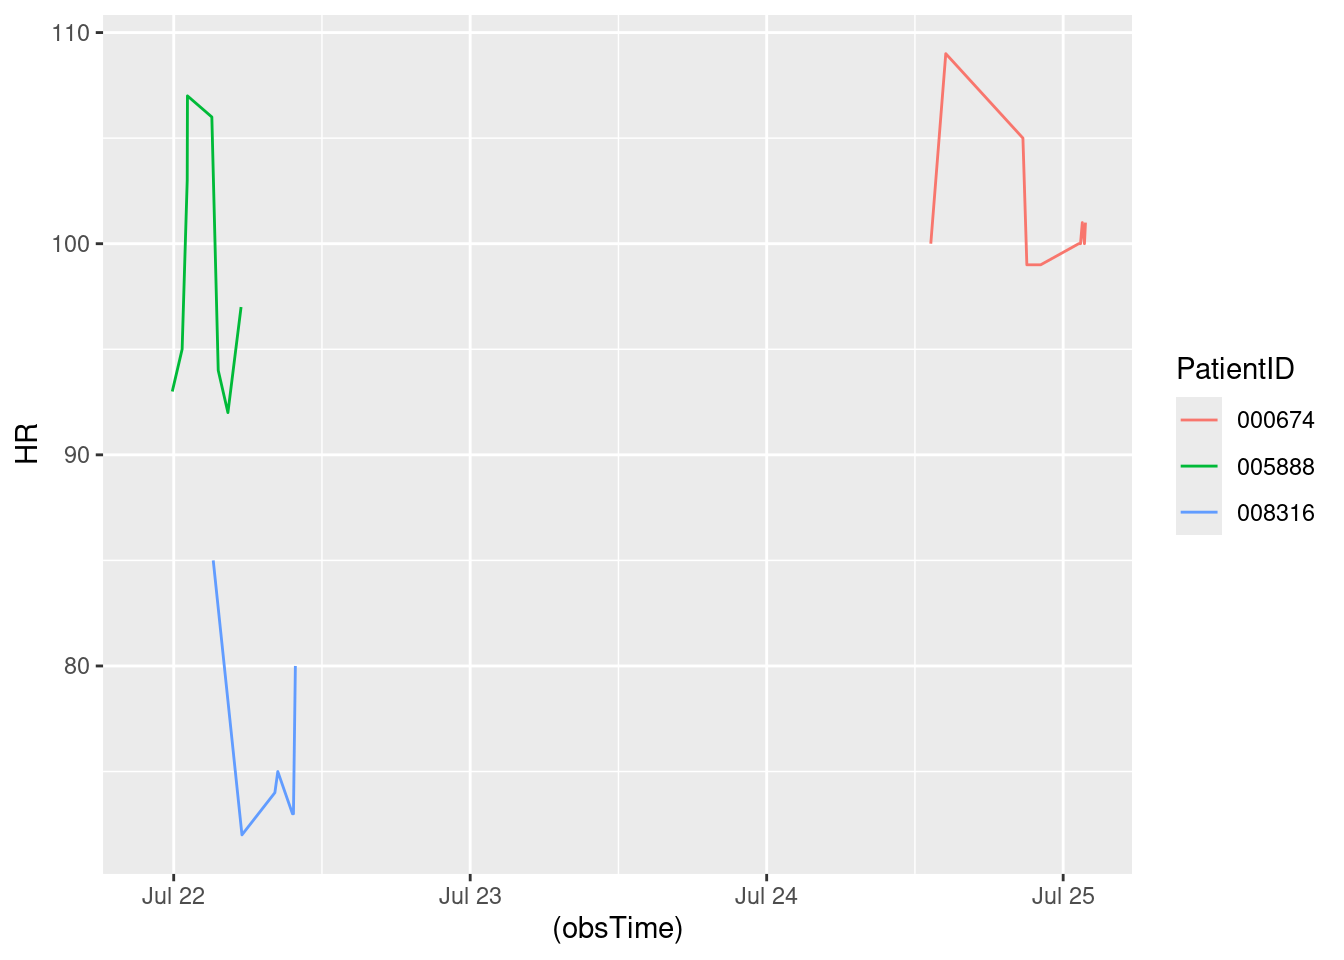 110
100
90
80
HR
Jul 22
Jul 23
Jul 24
Jul 25
(obsTime)
PatientID
000674
005888
008316